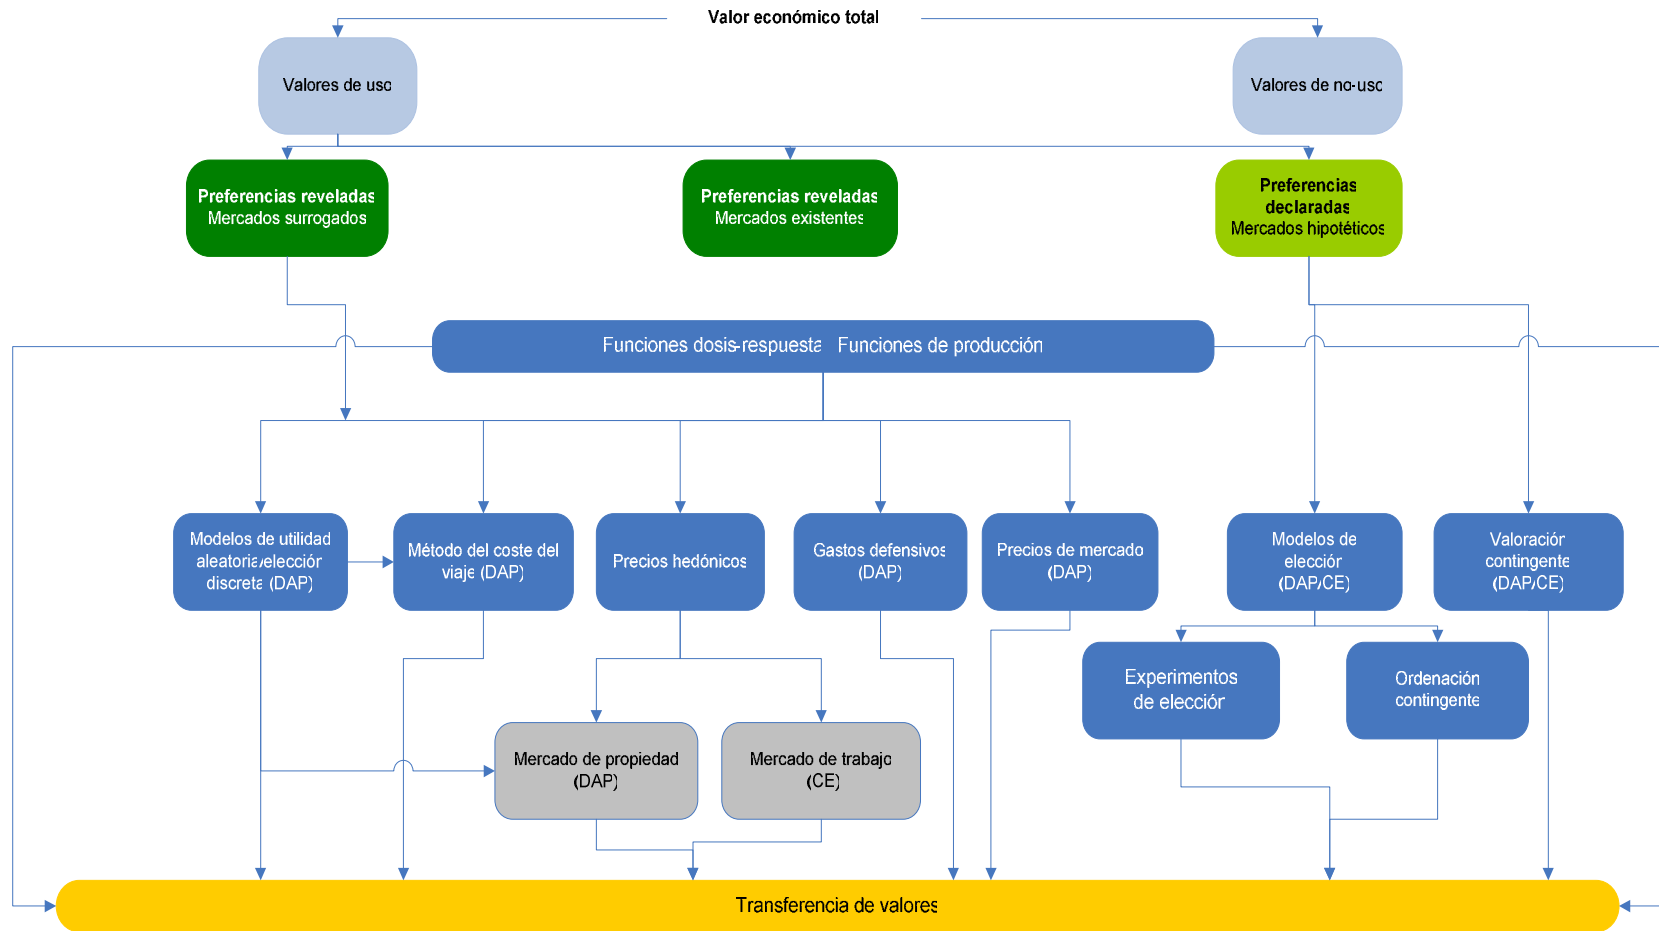 Valor económico total
Valores de uso
Valores de no-uso
Preferencias reveladas
Mercados surrogados
Preferencias reveladas
Mercados existentes
Preferencias
declaradas
Mercados hipotéticos
Funciones dosis-respuesta Funciones de producción
Modelos de utilidad
aleatoria/elección
discreta (DAP)
Método del coste del
viaje (DAP)
Precios hedónicos
Gastos defensivos
(DAP)
Precios de mercado
(DAP)
Modelos de
elección
(DAP/CE)
Valoración
contingente
(DAP/CE)
Experimentos
de elección
Ordenación
contingente
Mercado de propiedad
(DAP)
Mercado de trabajo
(CE)
Transferencia de valores